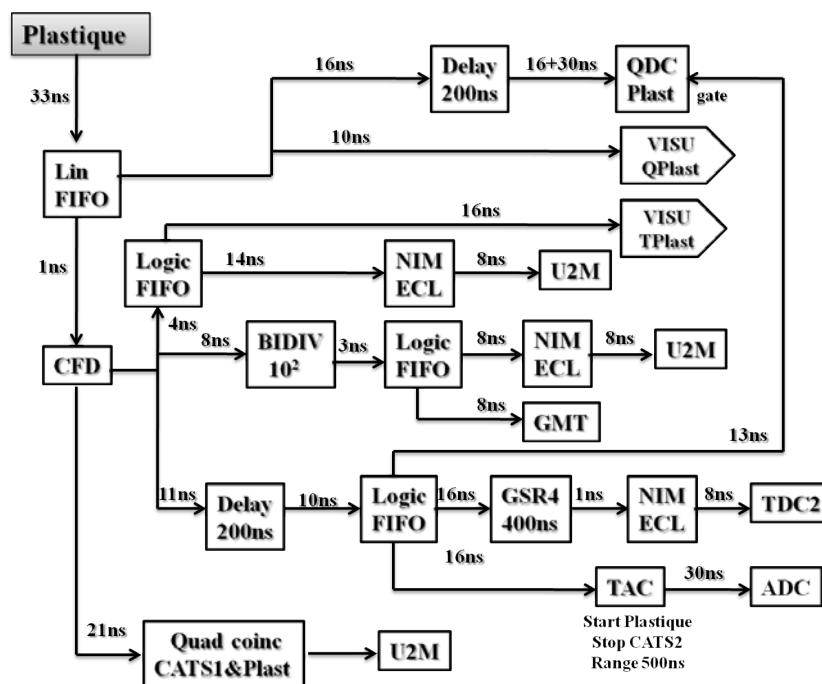 Plastique
33ns
Lin
FIFO
16ns
Delay
200ns
16+30ns
QDC
Plast
gate
10ns
VISU
QPlast
16ns
VISU
TPlast
1ns
Logic
FIFO
14ns
NIM
ECL
8ns
U2M
4ns
CFD
8ns
BIDIV
10²
3ns
Logic
FIFO
8ns
NIM
ECL
8ns
U2M
8ns
GMT
13ns
11ns
Delay
200ns
10ns
Logic
FIFO
16ns
GSR4
400ns
1ns
NIM
ECL
8ns
TDC2
16ns
TAC
30ns
ADC
Start Plastique
Stop CATS2
Range 500ns
21ns
Quad coinc
CATS1&Plast
U2M